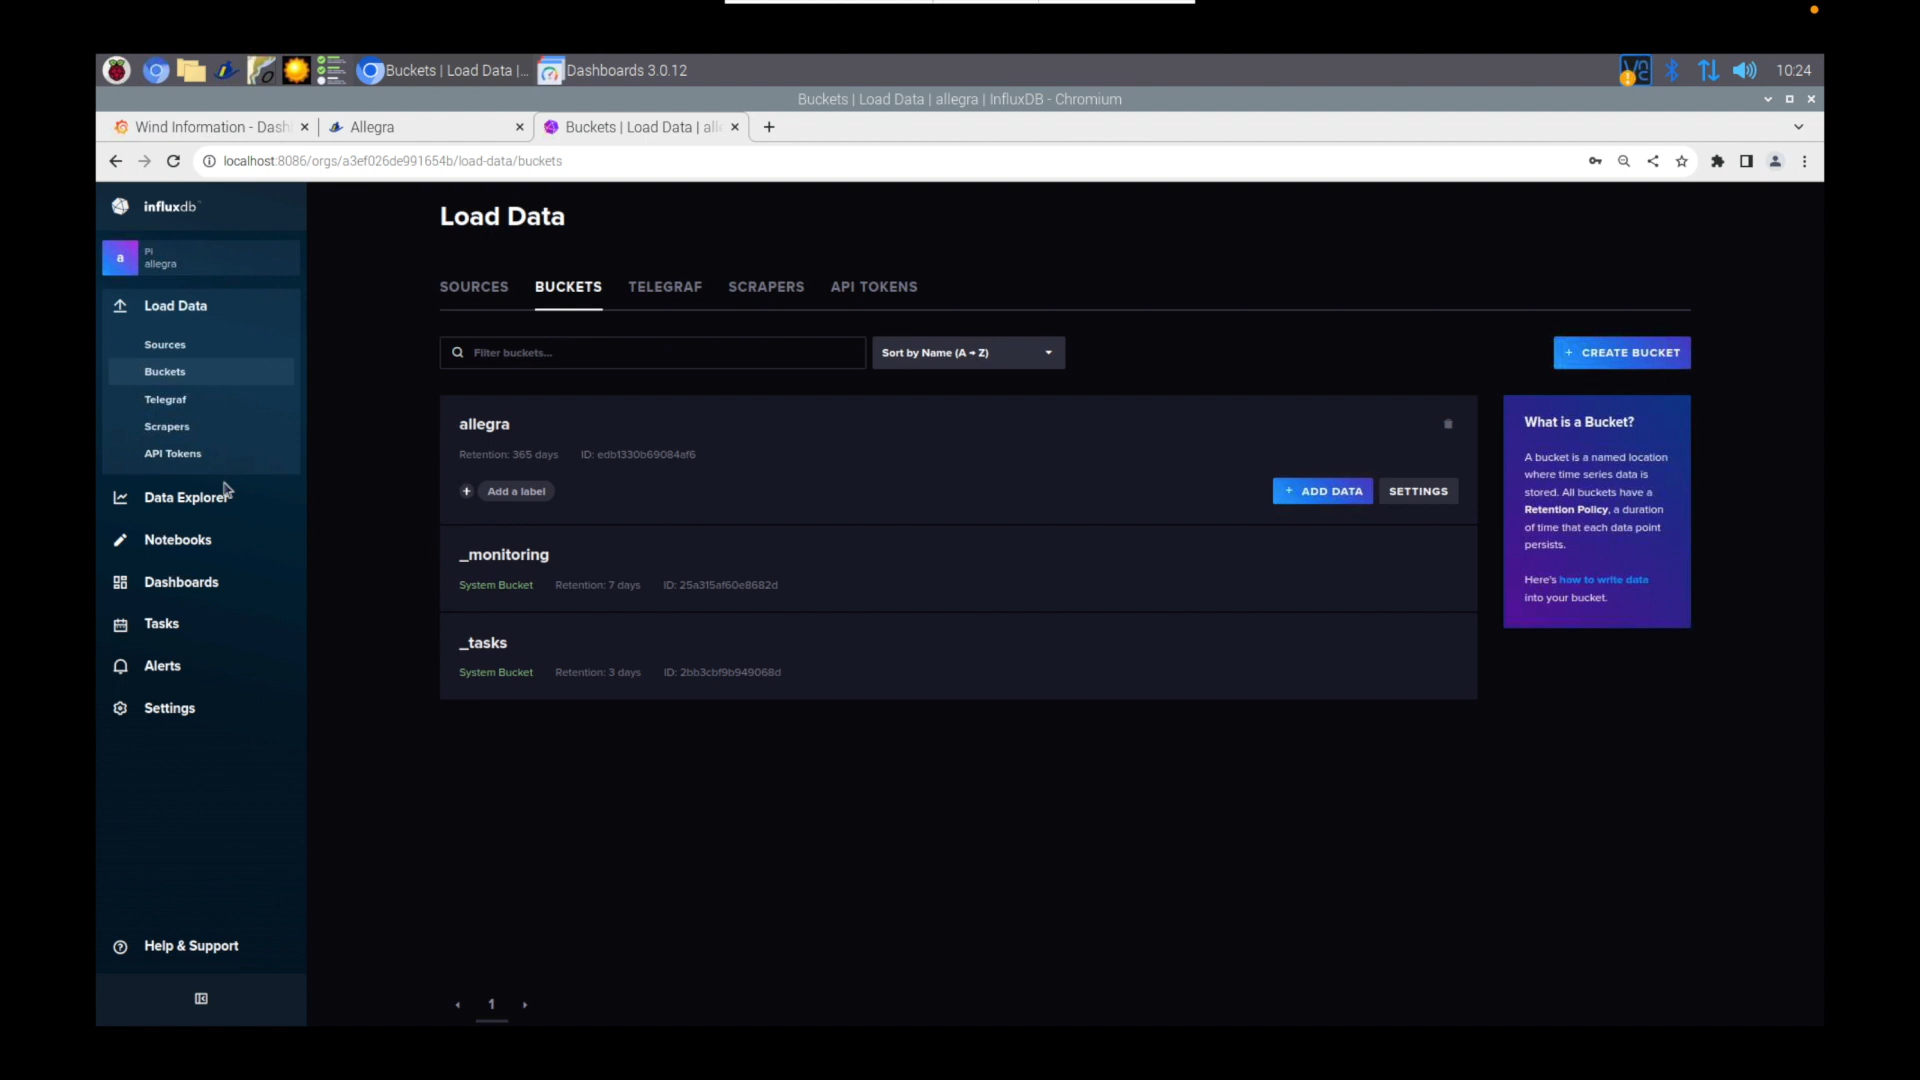 Buckets | Load Data |...
Dashboards 3.0.12
10:24
Buckets | Load Data | allegra | InfluxDB - Chromium
Wind Information - Dash
Allegra
Buckets | Load Data | alle
localhost:8086/orgs/a3ef026de991654b/load-data/buckets
influxdb
a
Pi
allegra
Load Data
Sources
Buckets
Telegraf
Scrapers
API Tokens
Data Explorer
Notebooks
Dashboards
Tasks
Alerts
Settings
Help & Support
Load Data
SOURCES
BUCKETS
TELEGRAF
SCRAPERS
API TOKENS
Filter buckets...
Sort by Name (A → Z)
+ CREATE BUCKET
allegra
Retention: 365 days ID: edb1330b69084af6
+ Add a label
+ ADD DATA
SETTINGS
_monitoring
System Bucket Retention: 7 days ID: 25a315af60e8682d
_tasks
System Bucket Retention: 3 days ID: 2bb3cbf9b949068d
What is a Bucket?
A bucket is a named location
where time series data is
stored. All buckets have a
Retention Policy, a duration
of time that each data point
persists.
Here's how to write data
into your bucket.
1